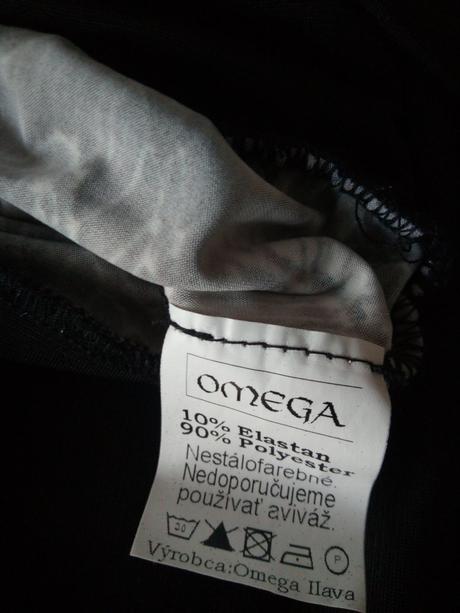 OMEGA
10% Elastan
90% Polyester
Nestálofarebné.
Nedoporučujeme
používať aviváž.
30 P
Výrobca:Omega Ilava